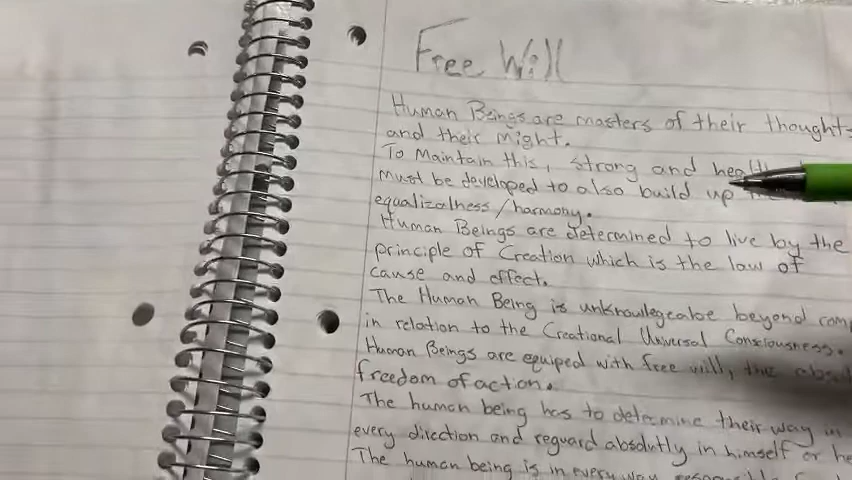 Free Will
Human Beings are masters of their thoughts
and their might.
To Maintain this, strong and
must be developed to also build up
equalizalness/harmony.
Human Beings are determined to live by the
principle of Creation which is the law of
cause and effect.
The Human Being is unknowlegealbe beyond
in relation to the Creational Universal Consciousness.
Human Beings are equiped with free will, the
freedom of action.
The human being has to determine their way in
every direction and reguard absolutly in himself or
The human being is in every way